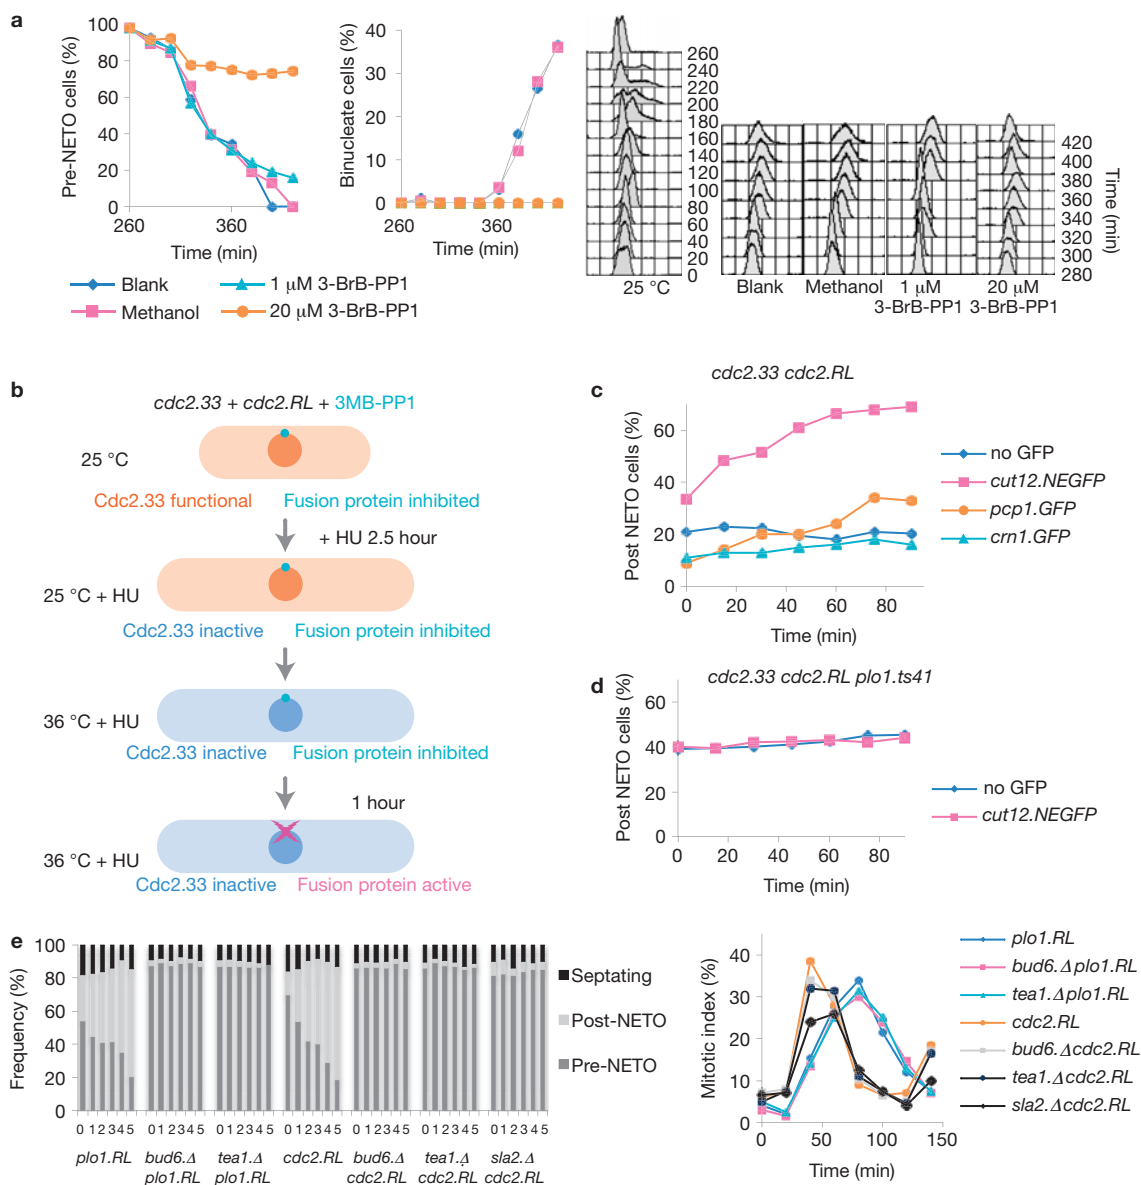 a
Pre-NETO cells (%)
100
80
60
40
20
0
260
360
Time (min)
Binucleate cells (%)
40
30
20
10
0
260
360
Time (min)
Blank
1 µM 3-BrB-PP1
Methanol
20 µM 3-BrB-PP1
260
240
220
200
180
160
140
120
100
80
60
40
20
0
25 °C
420
400
380
360
340
320
300
280
Time (min)
Blank
Methanol
1 µM
3-BrB-PP1
20 µM
3-BrB-PP1
b
cdc2.33 + cdc2.RL + 3MB-PP1
25 °C
Cdc2.33 functional
Fusion protein inhibited
+ HU 2.5 hour
25 °C + HU
Cdc2.33 inactive
Fusion protein inhibited
36 °C + HU
Cdc2.33 inactive
Fusion protein inhibited
1 hour
36 °C + HU
Cdc2.33 inactive
Fusion protein active
c
cdc2.33 cdc2.RL
Post NETO cells (%)
60
40
20
0
0 20 40 60 80
Time (min)
no GFP
cut12.NEGFP
pcp1.GFP
crn1.GFP
d
cdc2.33 cdc2.RL plo1.ts41
Post NETO cells (%)
60
40
20
0
0 20 40 60 80
Time (min)
no GFP
cut12.NEGFP
e
Frequency (%)
100
80
60
40
20
0
0 1 2 3 4 5 0 1 2 3 4 5 0 1 2 3 4 5 0 1 2 3 4 5 0 1 2 3 4 5 0 1 2 3 4 5 0 1 2 3 4 5
plo1.RL
bud6.Δ
plo1.RL
tea1.Δ
plo1.RL
cdc2.RL
bud6.Δ
cdc2.RL
tea1.Δ
cdc2.RL
sla2.Δ
cdc2.RL
Septating
Post-NETO
Pre-NETO
Mitotic index (%)
40
30
20
10
0
0 50 100 150
Time (min)
plo1.RL
bud6.Δplo1.RL
tea1.Δplo1.RL
cdc2.RL
bud6.Δcdc2.RL
tea1.Δcdc2.RL
sla2.Δcdc2.RL